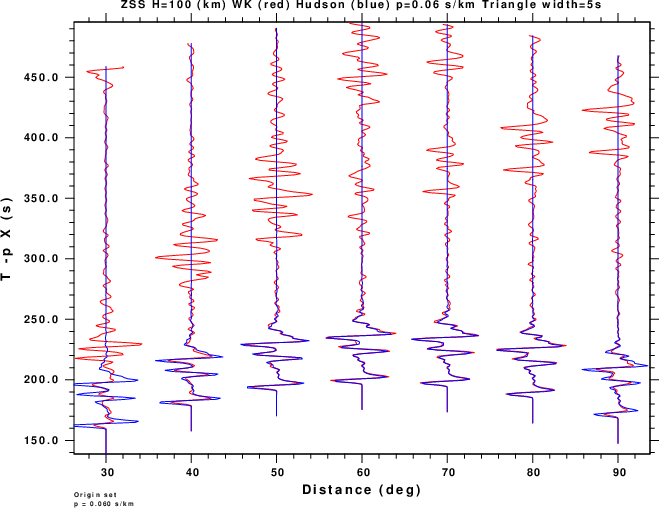 ZSS H=100 (km) WK (red) Hudson (blue) p=0.06 s/km Triangle width=5s
T-p X (s)
450.0
400.0
350.0
300.0
250.0
200.0
150.0
30 40 50 60 70 80 90
Distance (deg)
Origin set
p = 0.060 s/km